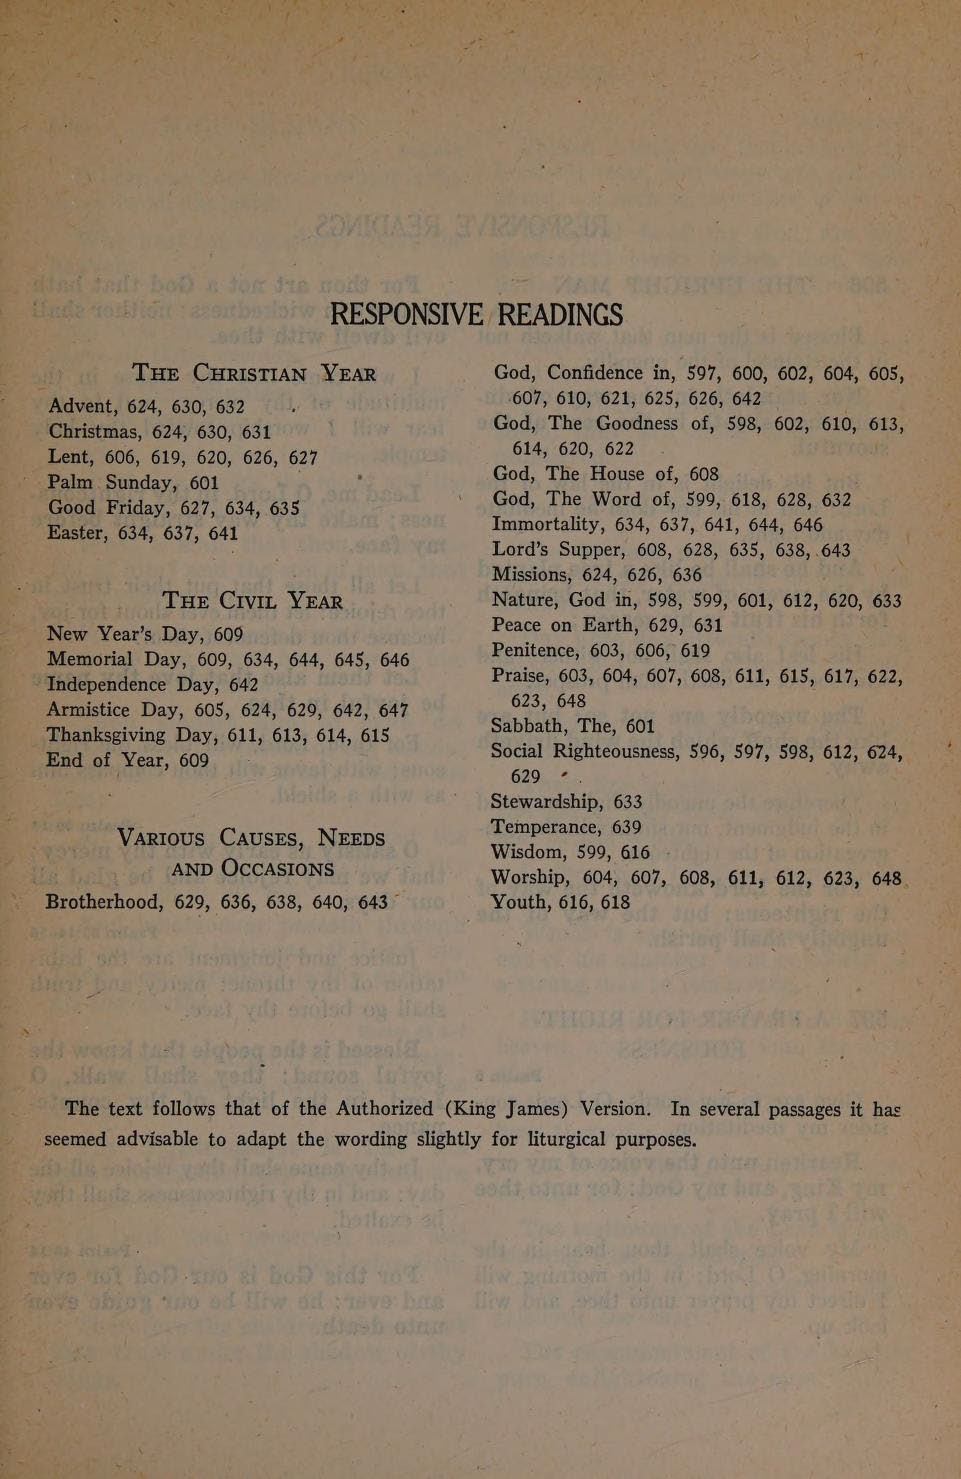 RESPONSIVE READINGS
THE CHRISTIAN YEAR
Advent, 624, 630, 632
Christmas, 624, 630, 631
Lent, 606, 619, 620, 626, 627
Palm Sunday, 601
Good Friday, 627, 634, 635
Easter, 634, 637, 641
THE CIVIL YEAR
New Year's Day, 609
Memorial Day, 609, 634, 644, 645, 646
Independence Day, 642
Armistice Day, 605, 624, 629, 642, 647
Thanksgiving Day, 611, 613, 614, 615
End of Year, 609
VARIOUS CAUSES, NEEDS
AND OCCASIONS
Brotherhood, 629, 636, 638, 640, 643
God, Confidence in, 597, 600, 602, 604, 605,
607, 610, 621, 625, 626, 642
God, The Goodness of, 598, 602, 610, 613,
614, 620, 622
God, The House of, 608
God, The Word of, 599, 618, 628, 632
Immortality, 634, 637, 641, 644, 646
Lord's Supper, 608, 628, 635, 638, 643
Missions, 624, 626, 636
Nature, God in, 598, 599, 601, 612, 620, 633
Peace on Earth, 629, 631
Penitence, 603, 606, 619
Praise, 603, 604, 607, 608, 611, 615, 617, 622,
623, 648
Sabbath, The, 601
Social Righteousness, 596, 597, 598, 612, 624,
629
Stewardship, 633
Temperance, 639
Wisdom, 599, 616
Worship, 604, 607, 608, 611, 612, 623, 648
Youth, 616, 618
The text follows that of the Authorized (King James) Version. In several passages it has
seemed advisable to adapt the wording slightly for liturgical purposes.